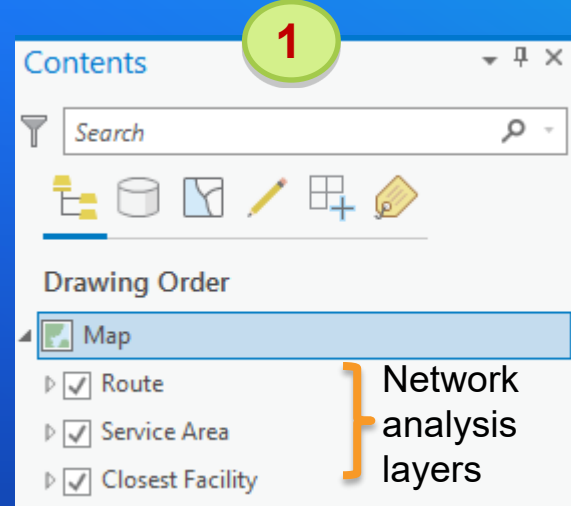 1
Contents
Search
Drawing Order
Map
Route
Service Area
Closest Facility
Network
analysis
layers